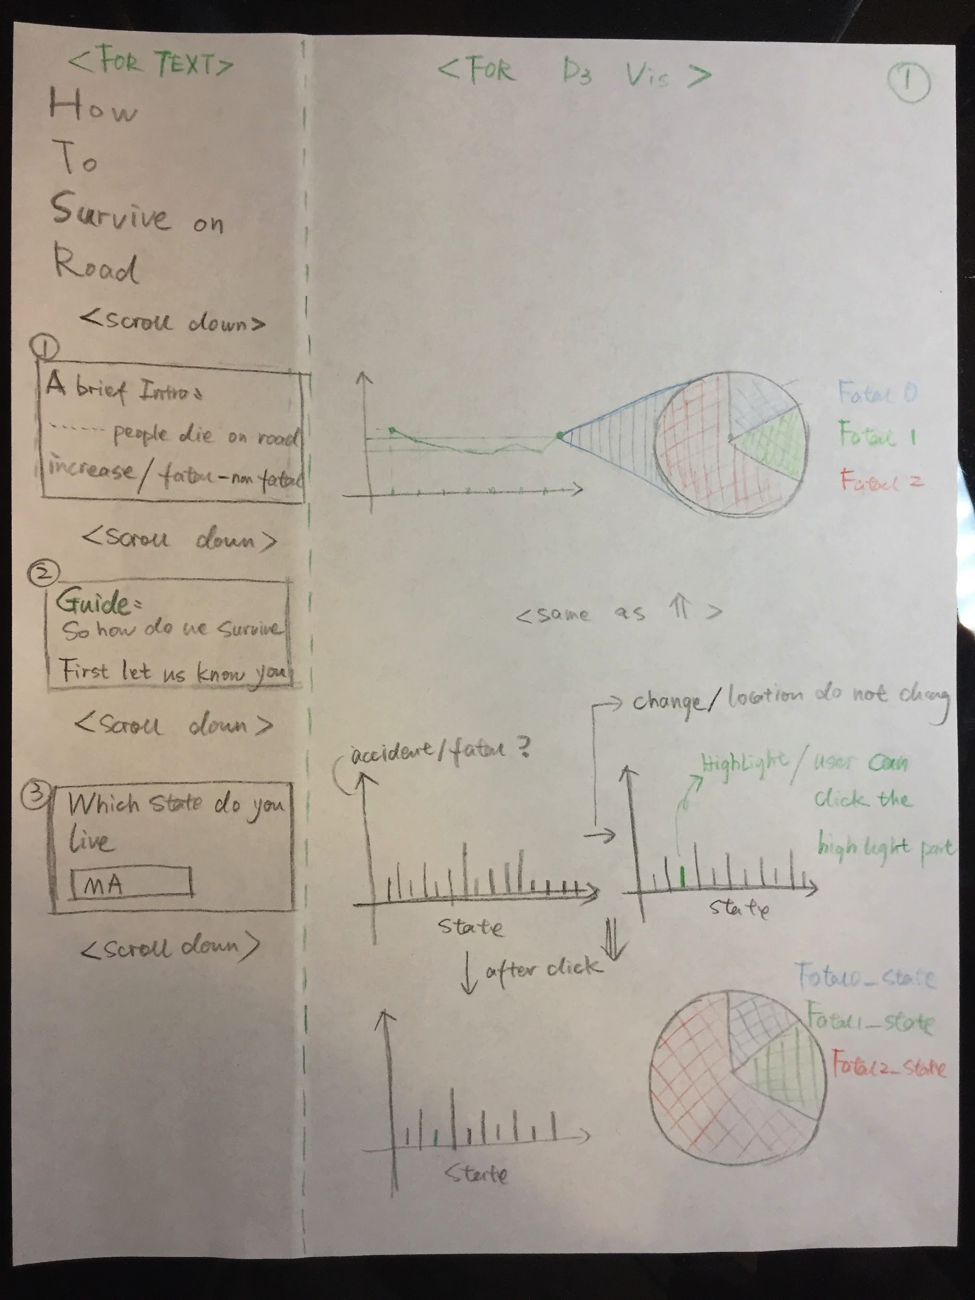 <FOR TEXT>
<FOR D3 Vis>
1
How
To
Survive on
Road
<scroll down>
1
A brief Intro:
...... people die on road
increase/fatal-non fatal
Fatal 0
Fatal 1
Fatal 2
<scroll down>
2
Guide:
So how do we survive
First let us know you
<same as ⇑>
<scroll down>
change/location do not chang
accident/fatal?
HighLight/user can
click the
highlight part
3
Which state do you
live
MA
State
State
<scroll down>
after click
Fatal1_state
Fatal2_state
State